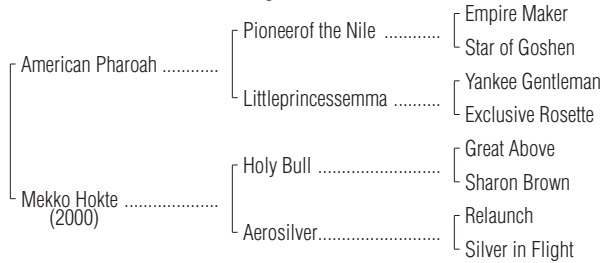 Empire Maker
Pioneerof the Nile ............
Star of Goshen
American Pharoah ............
Yankee Gentleman
Littleprincessemma ..........
Exclusive Rosette
Great Above
Holy Bull .......................
Sharon Brown
Mekko Hokte ....................
(2000)
Relaunch
Aerosilver.......................
Silver in Flight